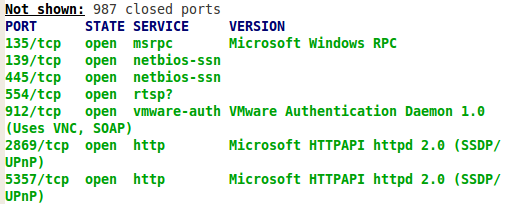 Not shown: 987 closed ports
PORT STATE SERVICE VERSION
135/tcp open msrpc Microsoft Windows RPC
139/tcp open netbios-ssn
445/tcp open netbios-ssn
554/tcp open rtsp?
912/tcp open vmware-auth VMware Authentication Daemon 1.0
(Uses VNC, SOAP)
2869/tcp open http Microsoft HTTPAPI httpd 2.0 (SSDP/
UPnP)
5357/tcp open http Microsoft HTTPAPI httpd 2.0 (SSDP/
UPnP)